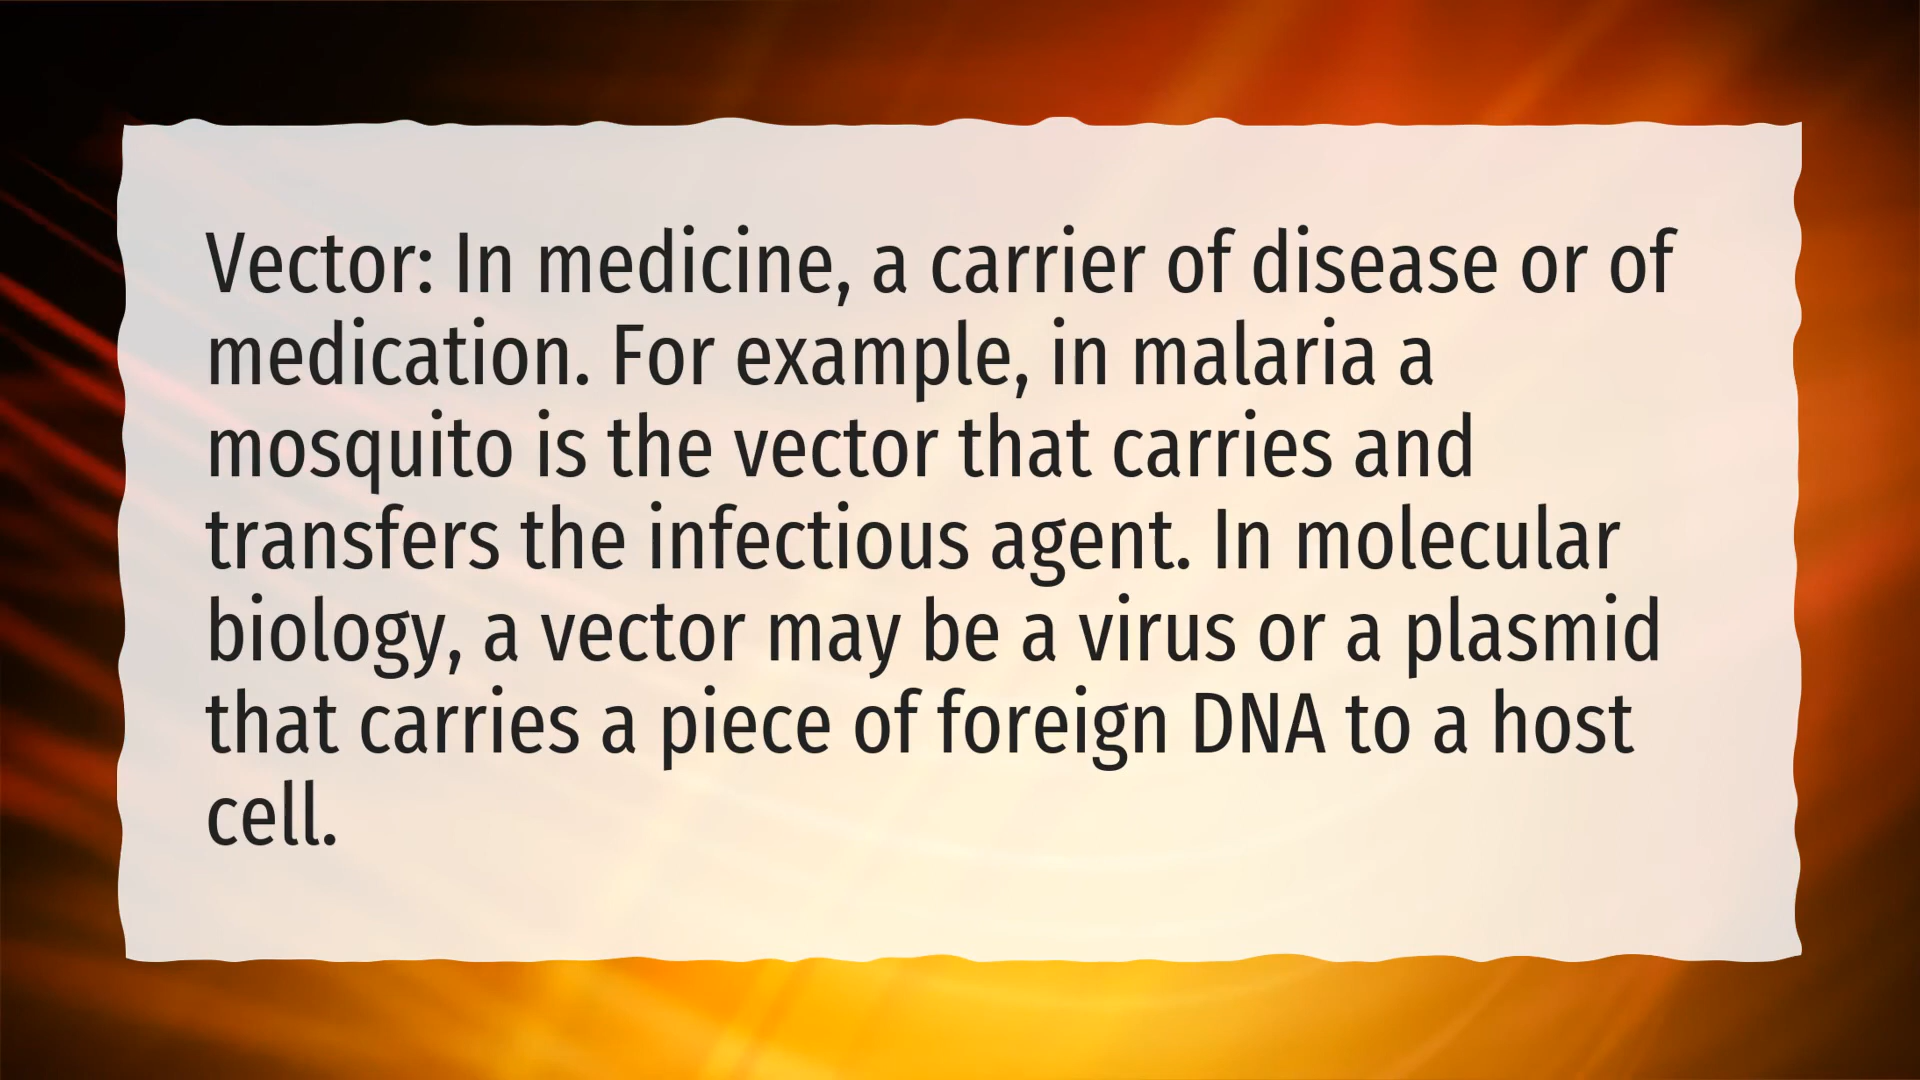 Vector: In medicine, a carrier of disease or of
medication. For example, in malaria a
mosquito is the vector that carries and
transfers the infectious agent. In molecular
biology, a vector may be a virus or a plasmid
that carries a piece of foreign DNA to a host
cell.